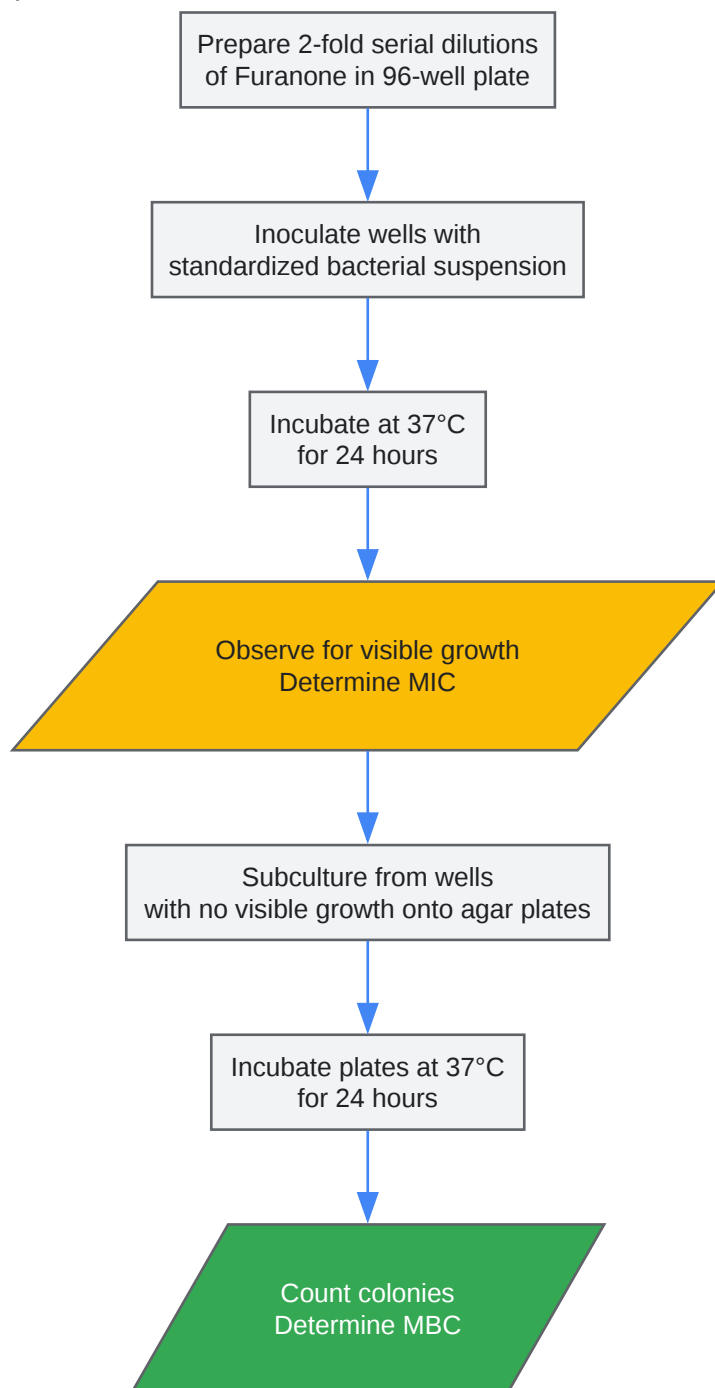 Prepare 2-fold serial dilutions
of Furanone in 96-well plate
Inoculate wells with
standardized bacterial suspension
Incubate at 37°C
for 24 hours
Observe for visible growth
Determine MIC
Subculture from wells
with no visible growth onto agar plates
Incubate plates at 37°C
for 24 hours
Count colonies
Determine MBC